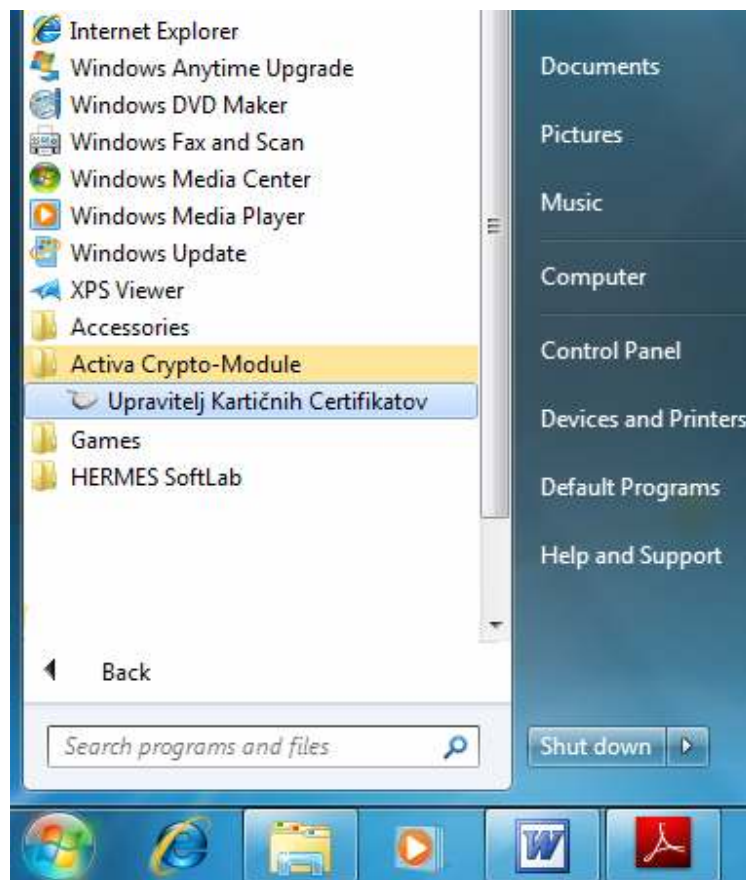 Internet Explorer
Windows Anytime Upgrade
Windows DVD Maker
Windows Fax and Scan
Windows Media Center
Windows Media Player
Windows Update
XPS Viewer
Accessories
Activa Crypto-Module
Upravitelj Kartičnih Certifikatov
Games
HERMES SoftLab
Back
Search programs and files
Documents
Pictures
Music
Computer
Control Panel
Devices and Printers
Default Programs
Help and Support
Shut down